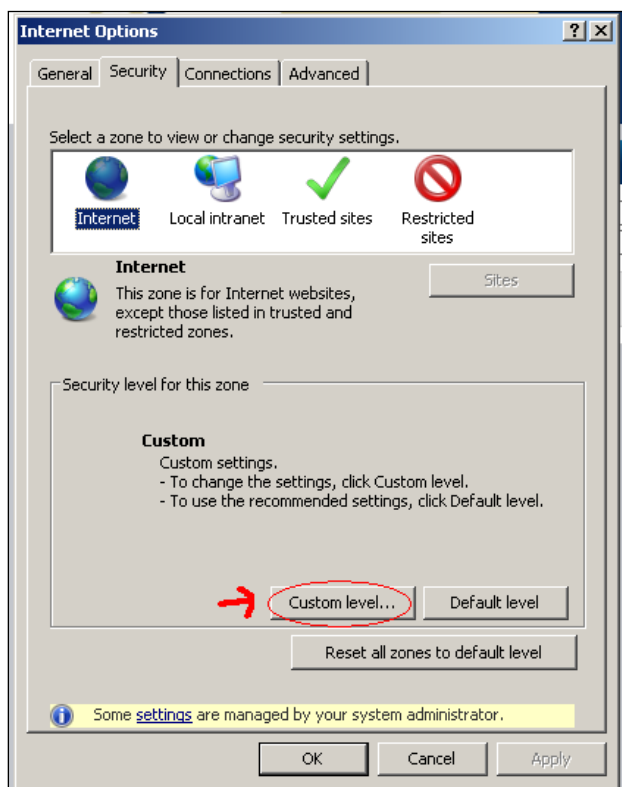 Internet Options
General Security Connections Advanced
Select a zone to view or change security settings.
Internet Local intranet Trusted sites Restricted sites
Internet
Sites
This zone is for Internet websites,
except those listed in trusted and
restricted zones.
Security level for this zone
Custom
Custom settings.
- To change the settings, click Custom level.
- To use the recommended settings, click Default level.
Custom level... Default level
Reset all zones to default level
Some settings are managed by your system administrator.
OK Cancel Apply